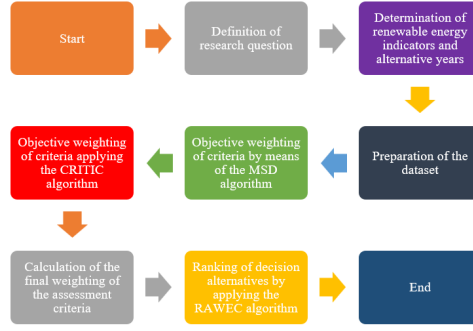 Start
Definition of
research question
Determination of
renewable energy
indicators and
alternative years
Preparation of the
dataset
Objective weighting
of criteria by means
of the MSD
algorithm
Objective weighting
of criteria applying
the CRITIC
algorithm
Calculation of the
final weighting of
the assessment
criteria
Ranking of decision
alternatives by
applying the
RAWEC algorithm
End